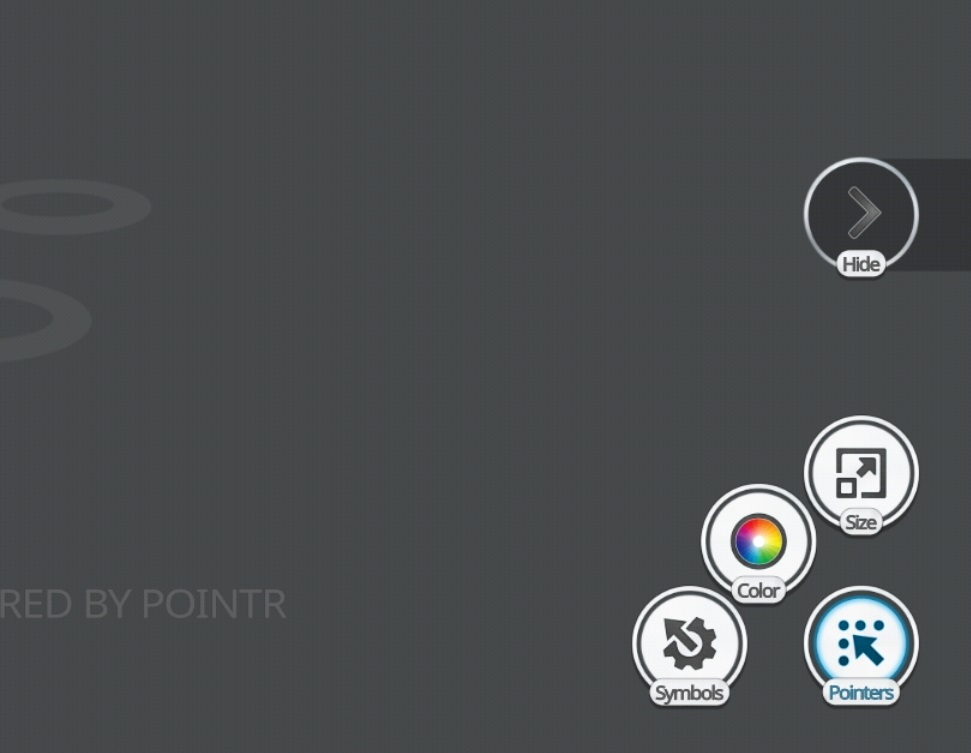 Hide
Size
Color
RED BY POINTR
Symbols
Pointers